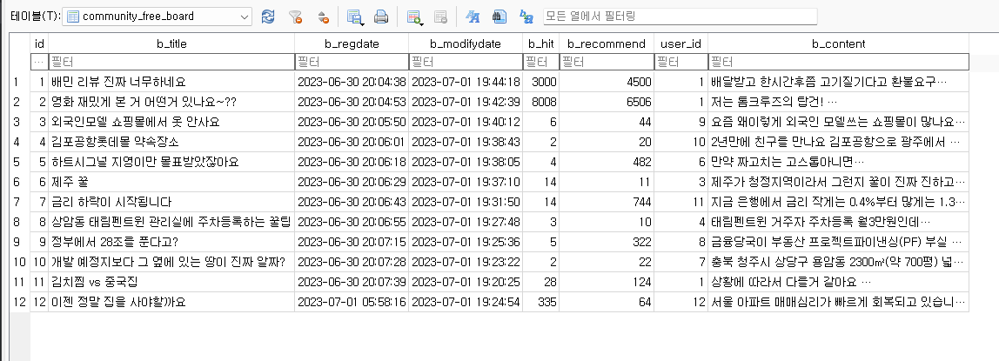 테이블(T): community_free_board 모든 열에서 필터링
id b_title b_regdate b_modifydate b_hit b_recommend user_id b_content
… 필터 필터 필터 필터 필터 필터 필터
1 1 배민 리뷰 진짜 너무하네요 2023-06-30 20:04:38 2023-07-01 19:44:18 3000 4500 1 배달받고 한시간후쯤 고기질기다고 환불요구…
2 2 영화 재밌게 본 거 어떤거 있나요~?? 2023-06-30 20:04:53 2023-07-01 19:42:39 8008 6506 1 저는 톰크루즈의 탑건! …
3 3 외국인모델 쇼핑몰에서 옷 안사요 2023-06-30 20:05:50 2023-07-01 19:40:12 6 44 9 요즘 왜이렇게 외국인 모델쓰는 쇼핑몰이 많나요…
4 4 김포공항롯데몰 약속장소 2023-06-30 20:06:01 2023-07-01 19:38:43 2 20 10 2년만에 친구를 만나요 김포공항으로 광주에서 …
5 5 하트시그널 지영이만 몰표받았잖아요 2023-06-30 20:06:18 2023-07-01 19:38:05 4 482 6 만약 짜고치는 고스톱아니면…
6 6 제주 꿀 2023-06-30 20:06:29 2023-07-01 19:37:10 14 11 3 제주가 청정지역이라서 그런지 꿀이 진짜 진하고…
7 7 금리 하락이 시작됩니다 2023-06-30 20:06:43 2023-07-01 19:31:50 14 744 11 지금 은행에서 금리 작게는 0.4%부터 많게는 1.3…
8 8 상암동 태림펜트윈 관리실에 주차등록하는 꿀팁 2023-06-30 20:06:55 2023-07-01 19:27:48 3 10 4 태림펜트윈 거주자 주차등록 월3만원인데…
9 9 정부에서 28조를 푼다고? 2023-06-30 20:07:15 2023-07-01 19:25:36 5 322 8 금융당국이 부동산 프로젝트파이낸싱(PF) 부실 …
10 10 개발 예정지보다 그 옆에 있는 땅이 진짜 알짜? 2023-06-30 20:07:28 2023-07-01 19:23:22 2 22 7 충북 청주시 상당구 용암동 2300㎡(약 700평) 넓…
11 11 김치찜 vs 중국집 2023-06-30 20:07:39 2023-07-01 19:20:25 28 124 1 상황에 따라서 다를거 같아요 …
12 12 이젠 정말 집을 사야할까요 2023-07-01 05:58:16 2023-07-01 19:24:54 335 64 12 서울 아파트 매매심리가 빠르게 회복되고 있습니…